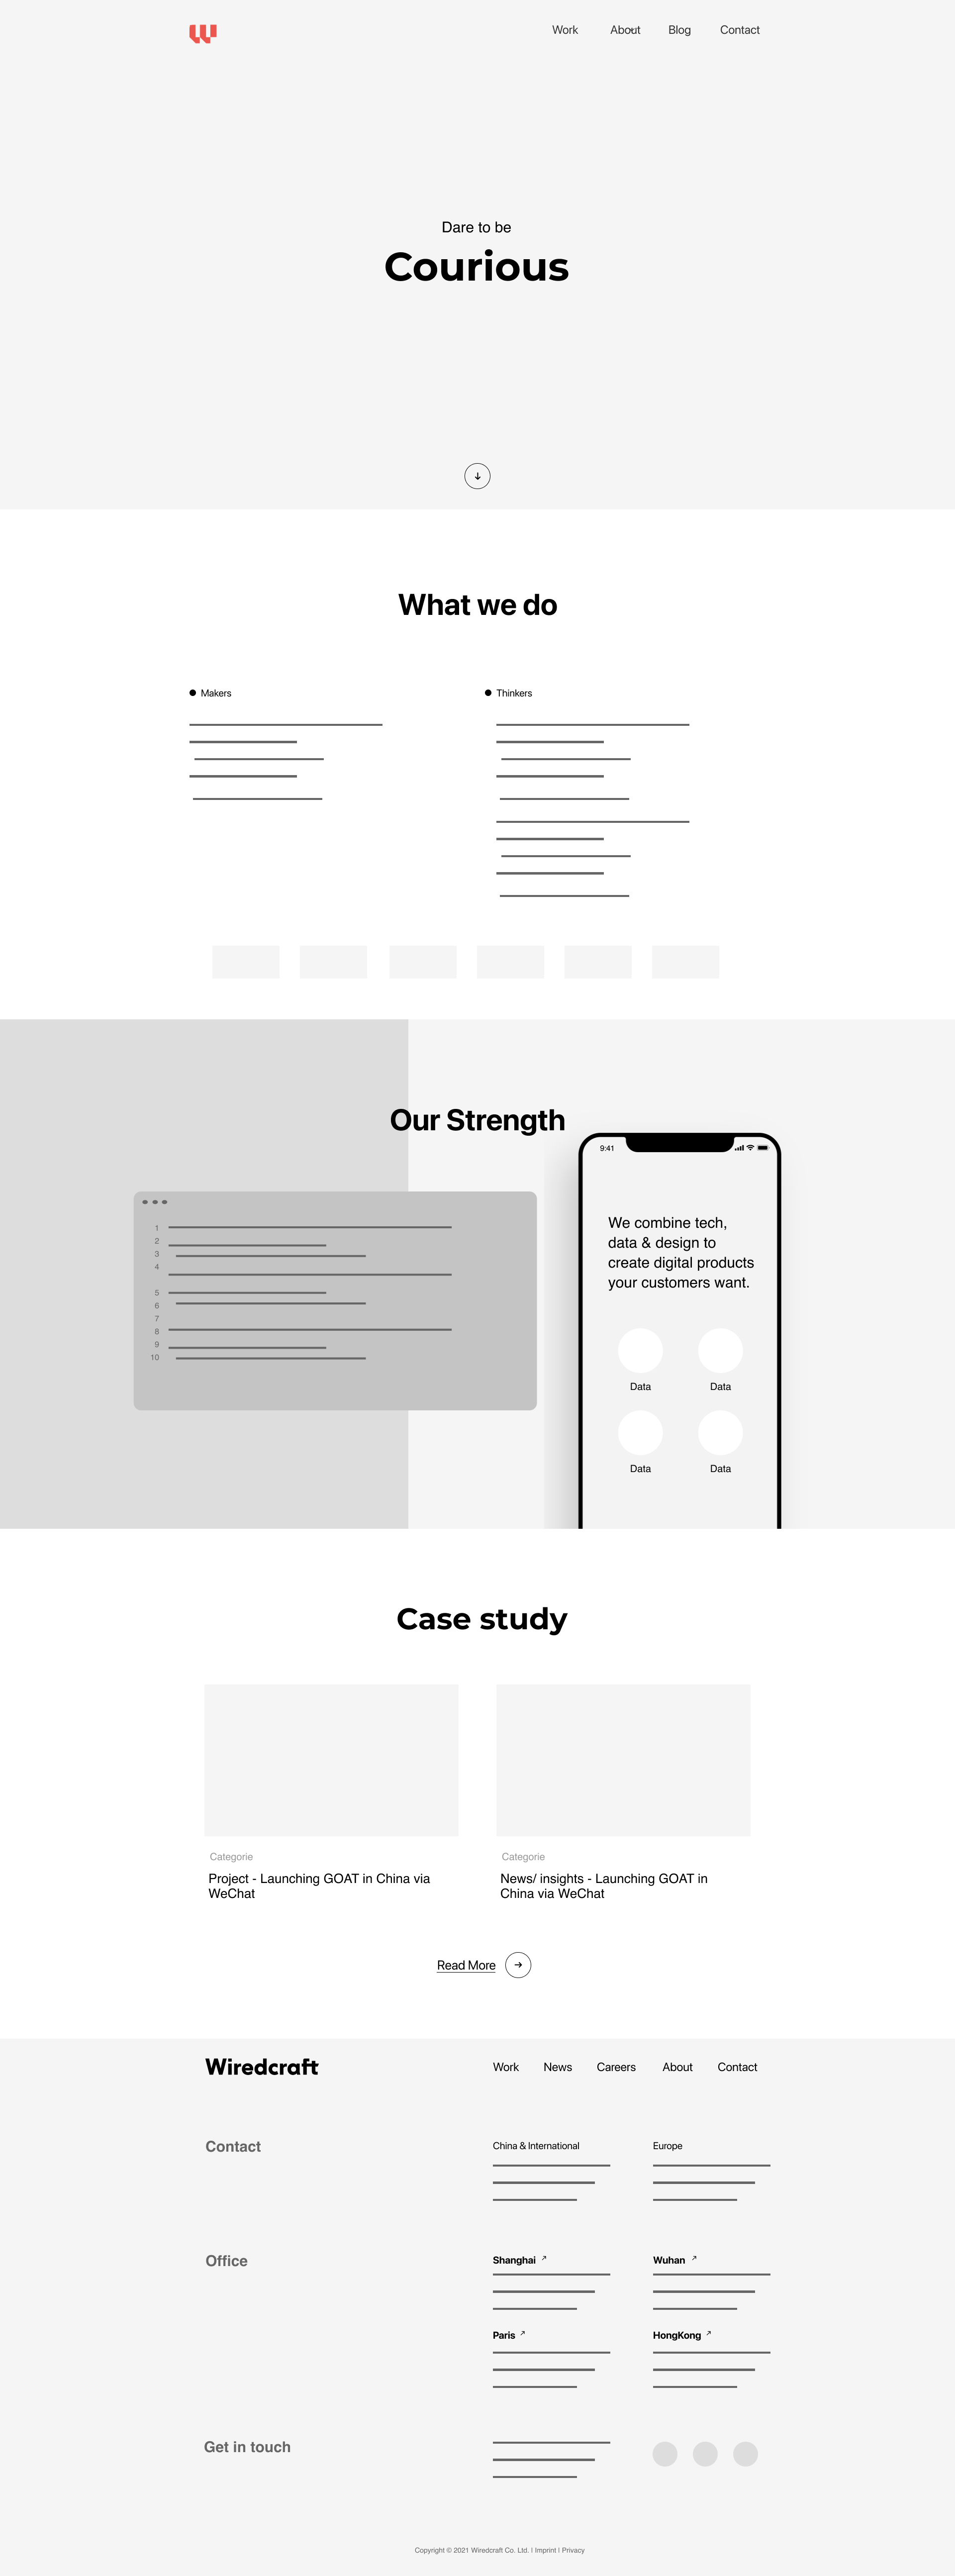 Work About Blog Contact
Dare to be
Courious
What we do
Makers
Thinkers
Our Strength
9:41
1
2
3
4
5
6
7
8
9
10
We combine tech,
data & design to
create digital products
your customers want.
Data Data
Data Data
Case study
Categorie
Project - Launching GOAT in China via
WeChat
Categorie
News/ insights - Launching GOAT in
China via WeChat
Read More
Wiredcraft
Work News Careers About Contact
Contact
China & International
Europe
Office
Shanghai
Wuhan
Paris
HongKong
Get in touch
Copyright © 2021 Wiredcraft Co. Ltd. | Imprint | Privacy